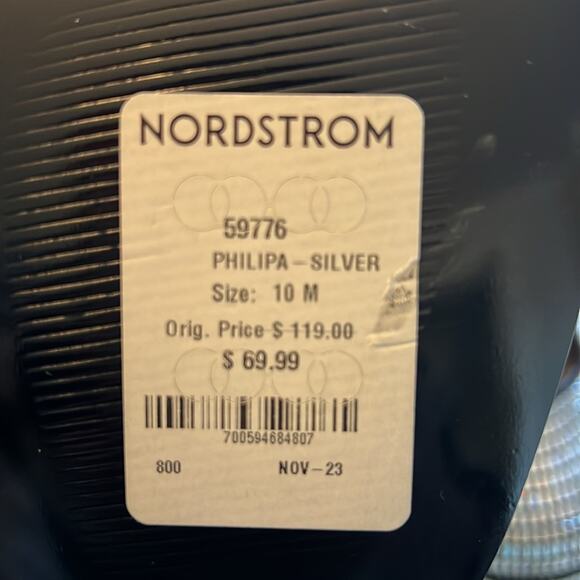 NORDSTROM
59776
PHILIPA-SILVER
Size: 10 M
Orig. Price $ 119.00
$ 69.99
700594684807
800 NOV-23